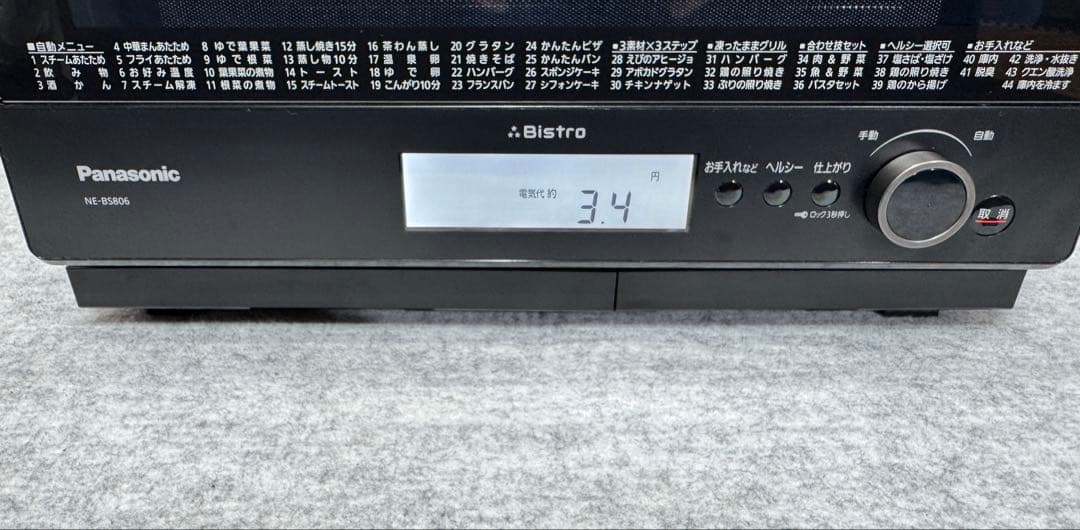 ■自動メニュー
1 スチームあたため
2 飲み物
3 酒かん
4 中華まんあたため
5 フライあたため
6 お好み温度
7 スチーム解凍
8 ゆで葉果菜
9 ゆで根菜
10 葉果菜の煮物
11 根菜の煮物
12 蒸し焼き15分
13 蒸し物10分
14 トースト
15 スチームトースト
16 茶わん蒸し
17 温泉卵
18 ゆで卵
19 こんがり10分
20 グラタン
21 焼きそば
22 ハンバーグ
23 フランスパン
24 かんたんピザ
25 かんたんパン
26 スポンジケーキ
27 シフォンケーキ
■3素材×3ステップ
28 えびのアヒージョ
29 アボカドグラタン
30 チキンナゲット
■凍ったままグリル
31 ハンバーグ
32 鶏の照り焼き
33 ぶりの照り焼き
■合わせ技セット
34 肉&野菜
35 魚&野菜
36 パスタセット
■ヘルシー選択可
37 塩さば・塩ざけ
38 鶏の照り焼き
39 鶏のから揚げ
■お手入れなど
40 庫内
41 脱臭
42 洗浄・水抜き
43 クエン酸洗浄
44 庫内を冷ます
Bistro
Panasonic
NE-BS806
電気代 約 3.4 円
お手入れなど
ヘルシー
仕上がり
ロック3秒押し
手動
自動
取消